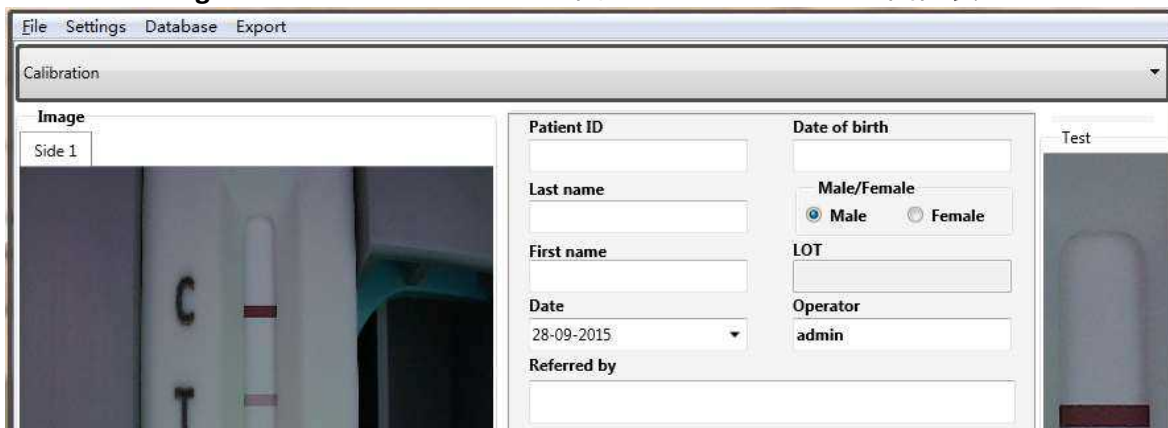 File Settings Database Export
Calibration
Image
Side 1
C
T
Patient ID
Date of birth
Last name
Male/Female
Male Female
First name
LOT
Date
Operator
28-09-2015
admin
Referred by
Test